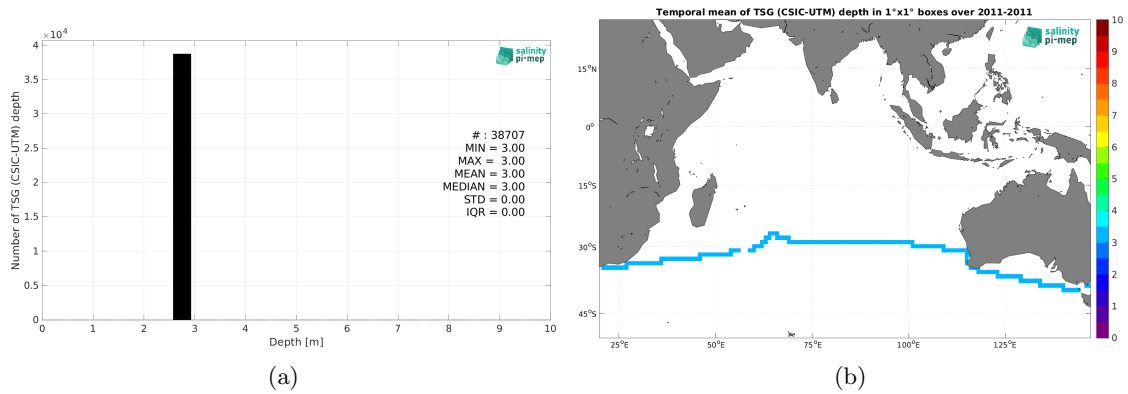 ×10⁴
4
3.5
3
2.5
2
1.5
1
0.5
0
Number of TSG (CSIC-UTM) depth
salinity
pi-mep
# : 38707
MIN = 3.00
MAX = 3.00
MEAN = 3.00
MEDIAN = 3.00
STD = 0.00
IQR = 0.00
0 1 2 3 4 5 6 7 8 9 10
Depth [m]
(a)
Temporal mean of TSG (CSIC-UTM) depth in 1°x1° boxes over 2011-2011
salinity
pi-mep
15°N
0°
15°S
30°S
45°S
25°E 50°E 75°E 100°E 125°E
10
9
8
7
6
5
4
3
2
1
0
(b)